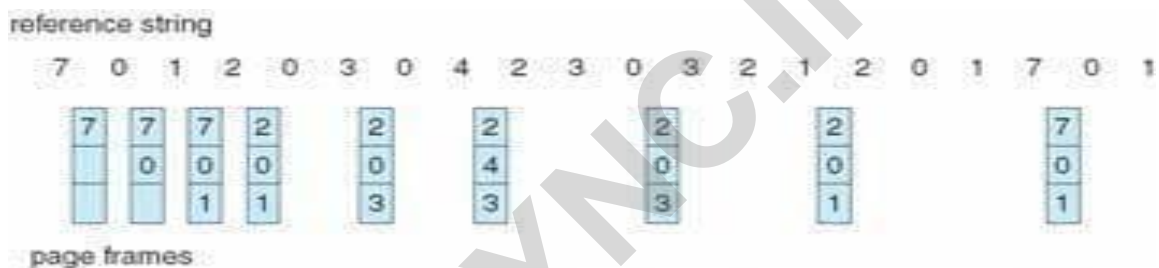 reference string
7 0 1 2 0 3 0 4 2 3 0 3 2 1 2 0 1 7 0 1
7 7 7 2 2 2 2 2 7
0 0 0 0 4 0 0 0
1 1 3 3 3 1 1
page frames